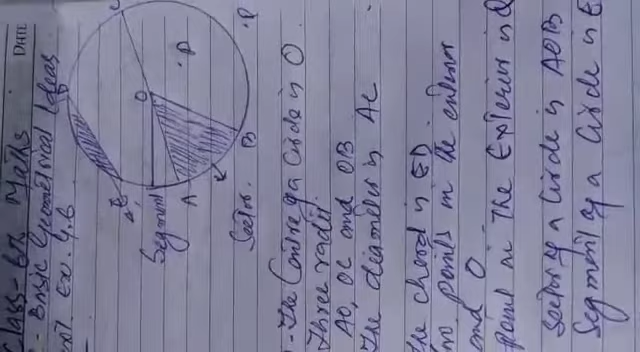 DATE
Class- 6th Maths
- Basic Geometrical Ideas
Ex. 4.6
O
P
A
B
Segment
Sector
- The Centre of a Circle is O
Three radii
AO, OC and OB
The diameter is AC
the chord is ED
points in the interior
and O
point in the Exterior is Q
Sector of a Circle is AOB
Segment of a Circle is E